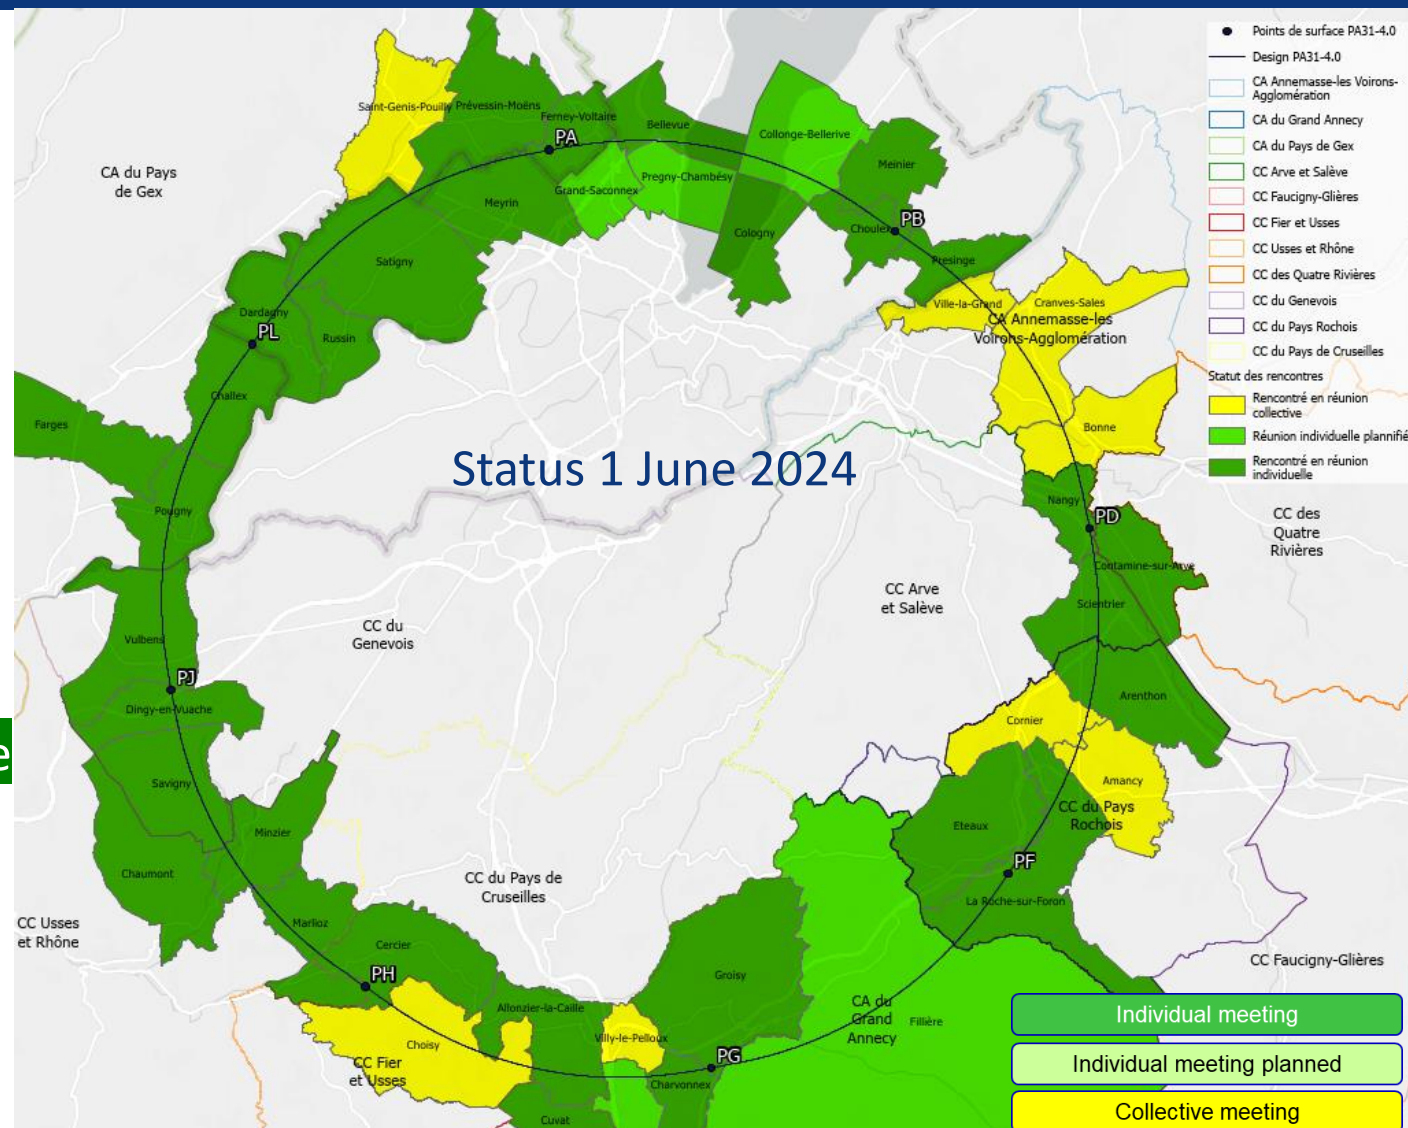 Points de surface PA31-4.0
Design PA31-4.0
CA Annemasse-les Voirons-
Agglomération
CA du Grand Annecy
CA du Pays de Gex
CC Arve et Salève
CC Faucigny-Glières
CC Fier et Usses
CC Usses et Rhône
CC des Quatre Rivières
CC du Genevois
CC du Pays Rochois
CC du Pays de Cruseilles
Statut des rencontres
Rencontré en réunion
collective
Réunion individuelle plannifié
Rencontré en réunion
individuelle
Saint-Genis-Pouilly
Prévessin-Moëns
Ferney-Voltaire
Bellevue
Collonge-Bellerive
PA
Meinier
CA du Pays
de Gex
Grand-Saconnex
Pregny-Chambésy
Meyrin
Cologny
Choulex
PB
Satigny
Presinge
Dardagny
PL
Russin
Ville-la-Grand
Cranves-Sales
CA Annemasse-les
Voirons-Agglomération
Challex
Farges
Bonne
Status 1 June 2024
Pougny
Nangy
PD
CC des
Quatre
Rivières
Contamine-sur-Arve
CC Arve
et Salève
Scientrier
CC du
Genevois
Vulbens
PJ
Dingy-en-Vuache
Arenthon
Cornier
e
Savigny
Amancy
CC du Pays
Rochois
Minzier
Eteaux
PF
Chaumont
CC du Pays de
Cruseilles
La Roche-sur-Foron
CC Usses
et Rhône
Marlioz
Cercier
CC Faucigny-Glières
PH
Groisy
Allonzier-la-Caille
CA du
Grand
Annecy
Fillière
Choisy
Villy-le-Pelloux
CC Fier
et Usses
PG
Charvonnex
Cuvat
Individual meeting
Individual meeting planned
Collective meeting